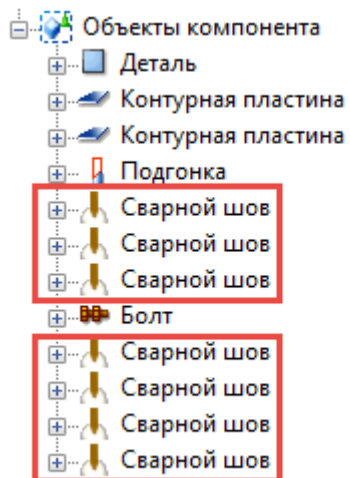 Объекты компонента
Деталь
Контурная пластина
Контурная пластина
Подгонка
Сварной шов
Сварной шов
Сварной шов
Болт
Сварной шов
Сварной шов
Сварной шов
Сварной шов